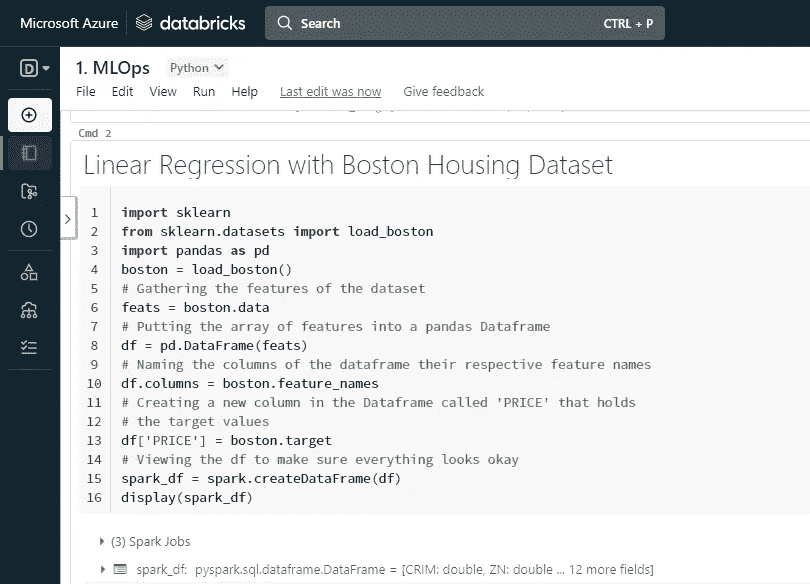 Microsoft Azure databricks Search CTRL + P
D 1. MLOps Python
File Edit View Run Help Last edit was now Give feedback
Cmd 2
Linear Regression with Boston Housing Dataset
1 import sklearn
2 from sklearn.datasets import load_boston
3 import pandas as pd
4 boston = load_boston()
5 # Gathering the features of the dataset
6 feats = boston.data
7 # Putting the array of features into a pandas Dataframe
8 df = pd.DataFrame(feats)
9 # Naming the columns of the dataframe their respective feature names
10 df.columns = boston.feature_names
11 # Creating a new column in the Dataframe called 'PRICE' that holds
12 # the target values
13 df['PRICE'] = boston.target
14 # Viewing the df to make sure everything looks okay
15 spark_df = spark.createDataFrame(df)
16 display(spark_df)
(3) Spark Jobs
spark_df: pyspark.sql.dataframe.DataFrame = [CRIM: double, ZN: double ... 12 more fields]